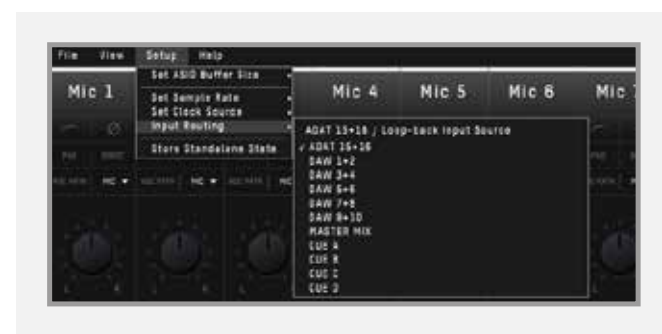 File View Setup Help
Set ASIO Buffer Size
Mic 1 Mic 4 Mic 5 Mic 6 Mic
Set Sample Rate
Set Clock Source
Input Routing
Store Standalone State
ADAT 15+16 / Loop-back Input Source
✓ ADAT 15+16
DAW 1+2
DAW 3+4
DAW 5+6
DAW 7+8
DAW 9+10
MASTER MIX
CUE A
CUE B
CUE C
CUE D
MIC MIC
L R